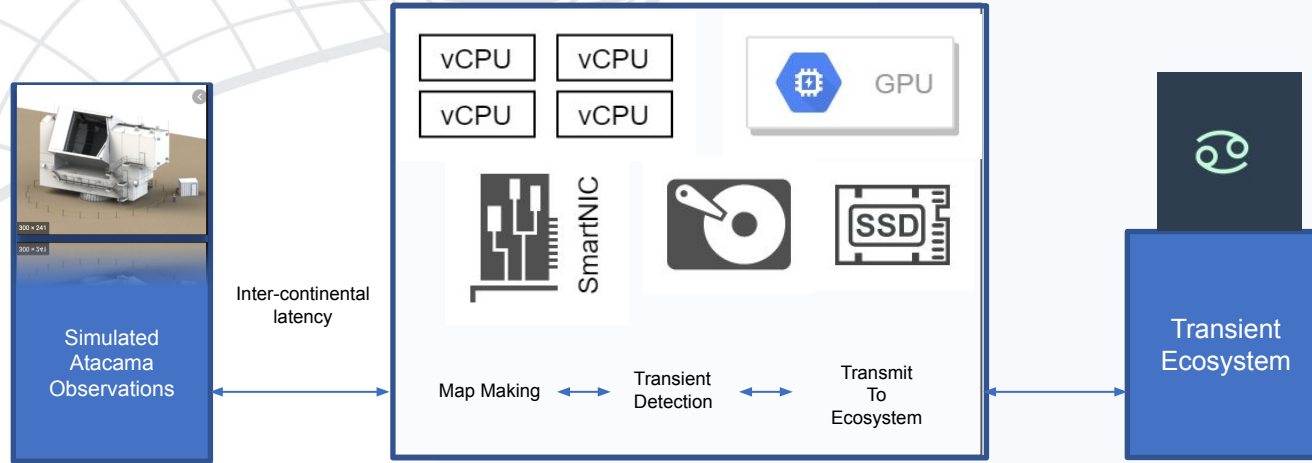 vCPU
vCPU
vCPU
vCPU
GPU
SmartNIC
SSD
300 × 241
Inter-continental
latency
Simulated
Atacama
Observations
Map Making
Transient
Detection
Transmit
To
Ecosystem
Transient
Ecosystem